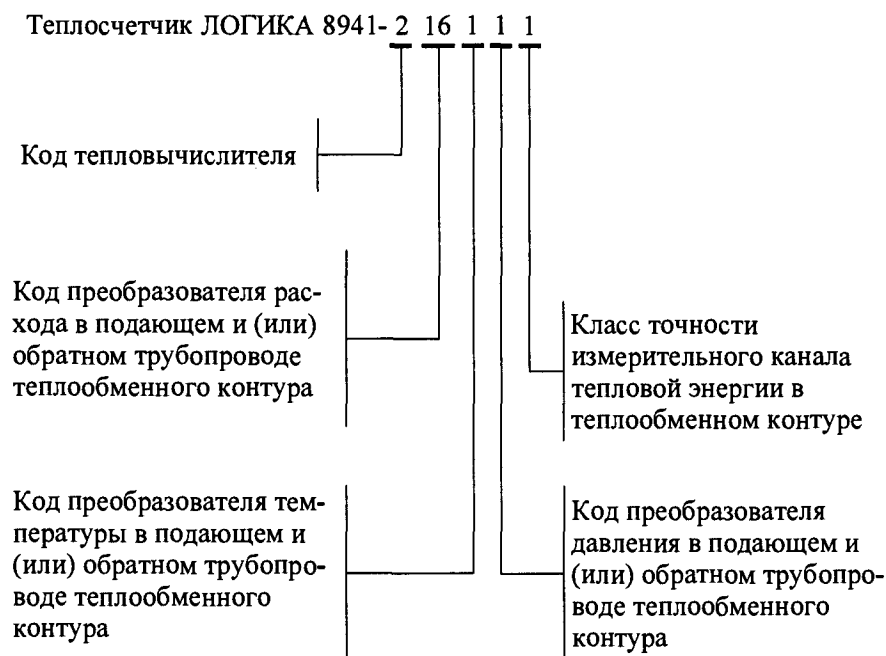 Теплосчетчик ЛОГИКА 8941- 2 16 1 1 1
Код тепловычислителя
Код преобразователя рас-
хода в подающем и (или)
обратном трубопроводе
теплообменного контура
Класс точности
измерительного канала
тепловой энергии в
теплообменном контуре
Код преобразователя тем-
пературы в подающем и
(или) обратном трубопро-
воде теплообменного
контура
Код преобразователя
давления в подающем и
(или) обратном трубопро-
воде теплообменного
контура